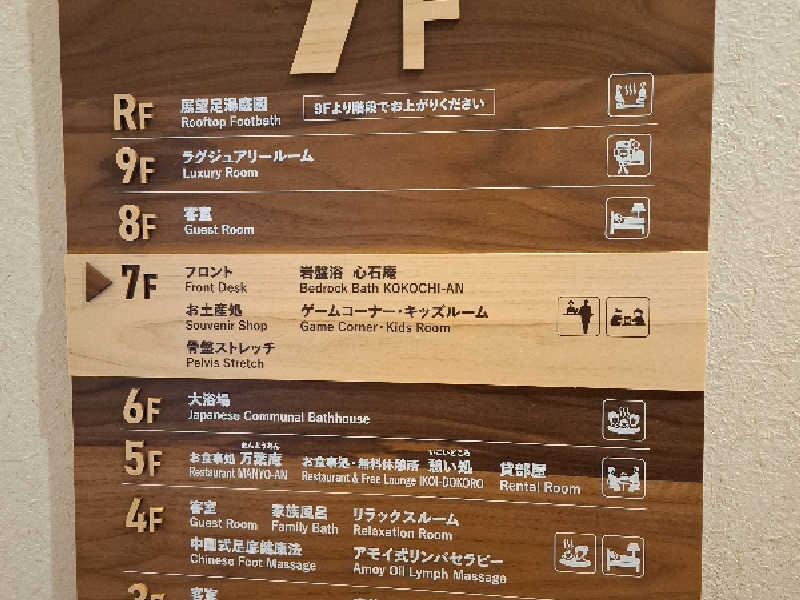 7F
RF 展望足湯庭園 9Fより階段でお上がりください
Rooftop Footbath
9F ラグジュアリールーム
Luxury Room
8F 客室
Guest Room
7F フロント 岩盤浴 心石庵
Front Desk Bedrock Bath KOKOCHI-AN
お土産処 ゲームコーナー・キッズルーム
Souvenir Shop Game Corner・Kids Room
骨盤ストレッチ
Pelvis Stretch
6F 大浴場
Japanese Communal Bathhouse
まんようあん いこいどころ
5F お食事処 万葉庵 お食事処・無料休憩所 憩い処 貸部屋
Restaurant MANYO-AN Restaurant & Free Lounge IKOI-DOKORO Rental Room
4F 客室 家族風呂 リラックスルーム
Guest Room Family Bath Relaxation Room
中国式足底健康法 アモイ式リンパセラピー
Chinese Foot Massage Amoy Oil Lymph Massage
客室